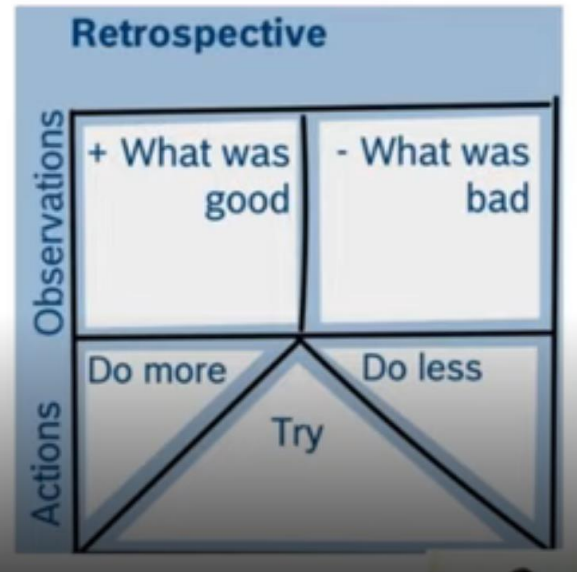 Retrospective
Observations
+ What was
good
- What was
bad
Actions
Do more
Do less
Try